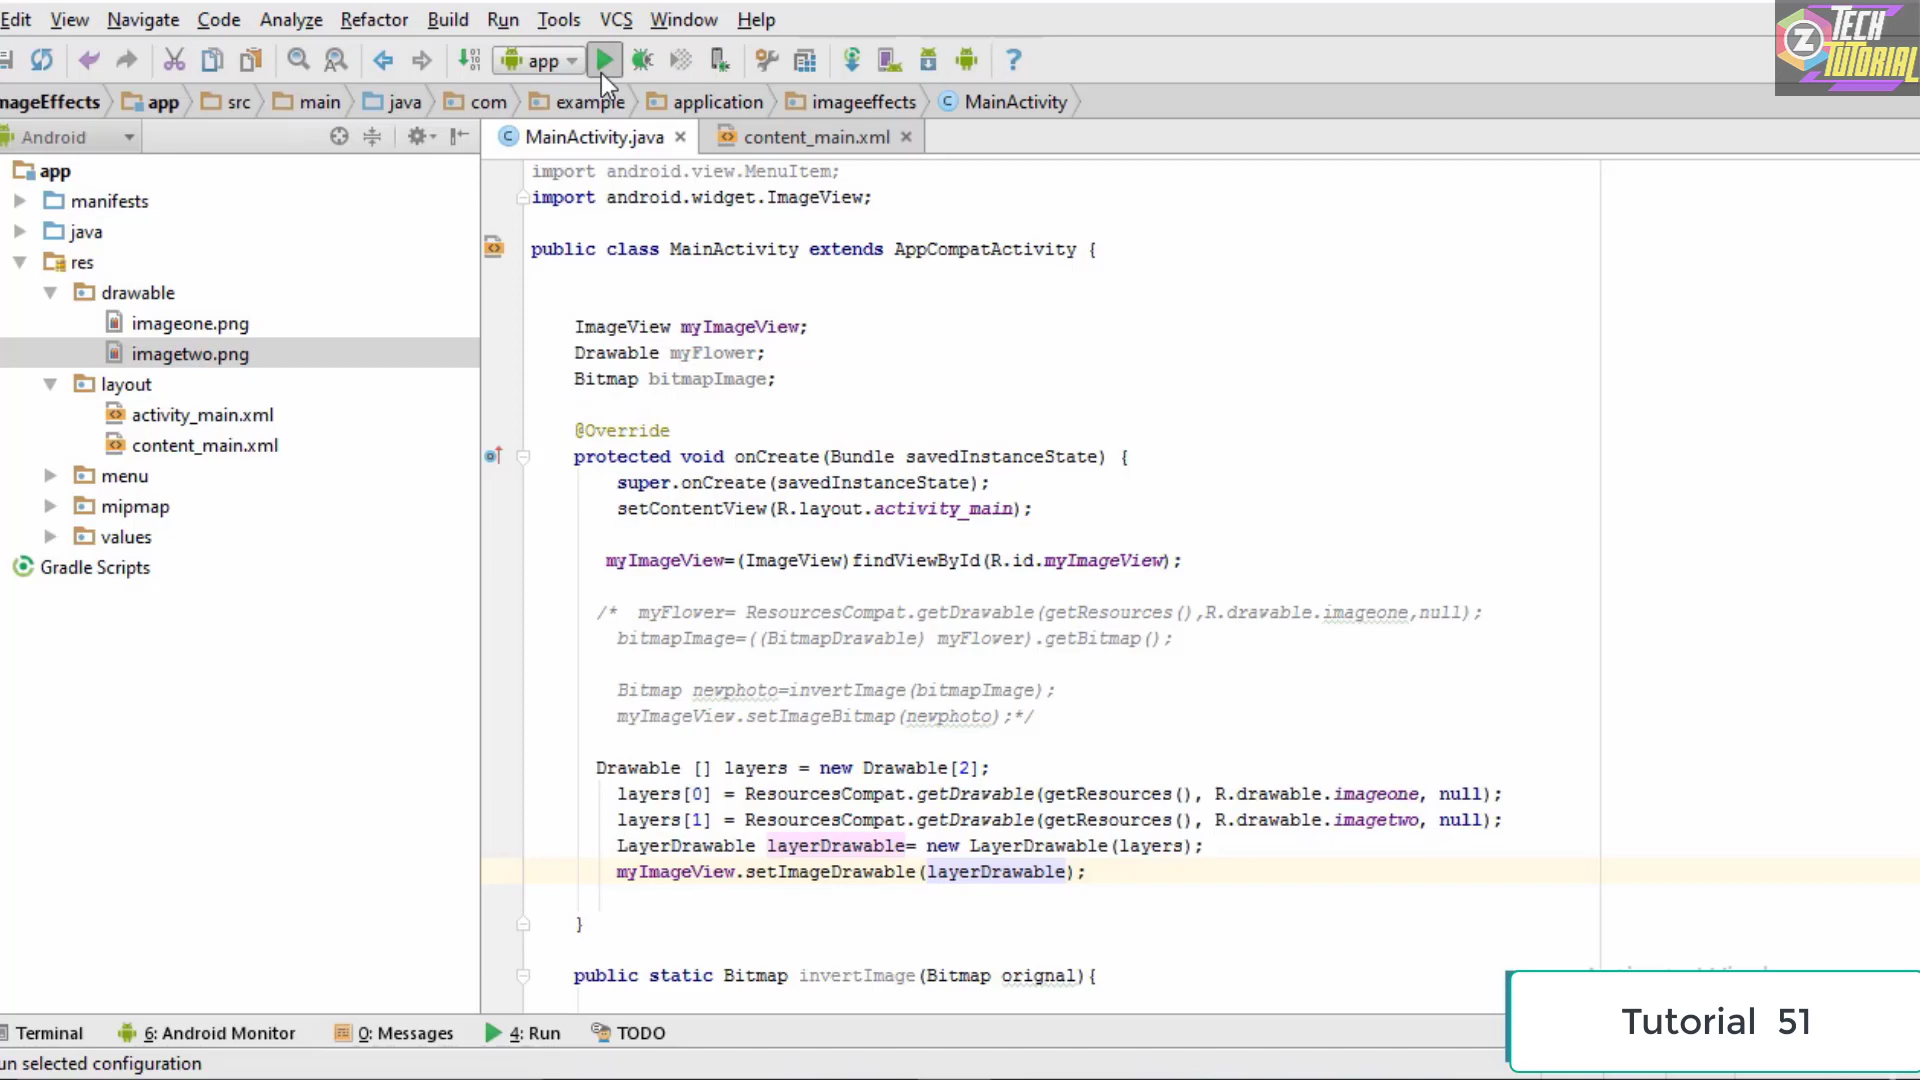 Edit View Navigate Code Analyze Refactor Build Run Tools VCS Window Help
app
mageEffects app src main java com example application imageeffects MainActivity
Z TECH TUTORIAL
Android
MainActivity.java content_main.xml
app
manifests
java
res
drawable
imageone.png
imagetwo.png
layout
activity_main.xml
content_main.xml
menu
mipmap
values
Gradle Scripts
import android.view.MenuItem;
import android.widget.ImageView;
public class MainActivity extends AppCompatActivity {
ImageView myImageView;
Drawable myFlower;
Bitmap bitmapImage;
@Override
protected void onCreate(Bundle savedInstanceState) {
super.onCreate(savedInstanceState);
setContentView(R.layout.activity_main);
myImageView=(ImageView)findViewById(R.id.myImageView);
/* myFlower= ResourcesCompat.getDrawable(getResources(),R.drawable.imageone,null);
bitmapImage=((BitmapDrawable) myFlower).getBitmap();
Bitmap newphoto=invertImage(bitmapImage);
myImageView.setImageBitmap(newphoto);*/
Drawable [] layers = new Drawable[2];
layers[0] = ResourcesCompat.getDrawable(getResources(), R.drawable.imageone, null);
layers[1] = ResourcesCompat.getDrawable(getResources(), R.drawable.imagetwo, null);
LayerDrawable layerDrawable= new LayerDrawable(layers);
myImageView.setImageDrawable(layerDrawable);
}
public static Bitmap invertImage(Bitmap orignal){
Terminal 6: Android Monitor 0: Messages 4: Run TODO
un selected configuration
Tutorial 51